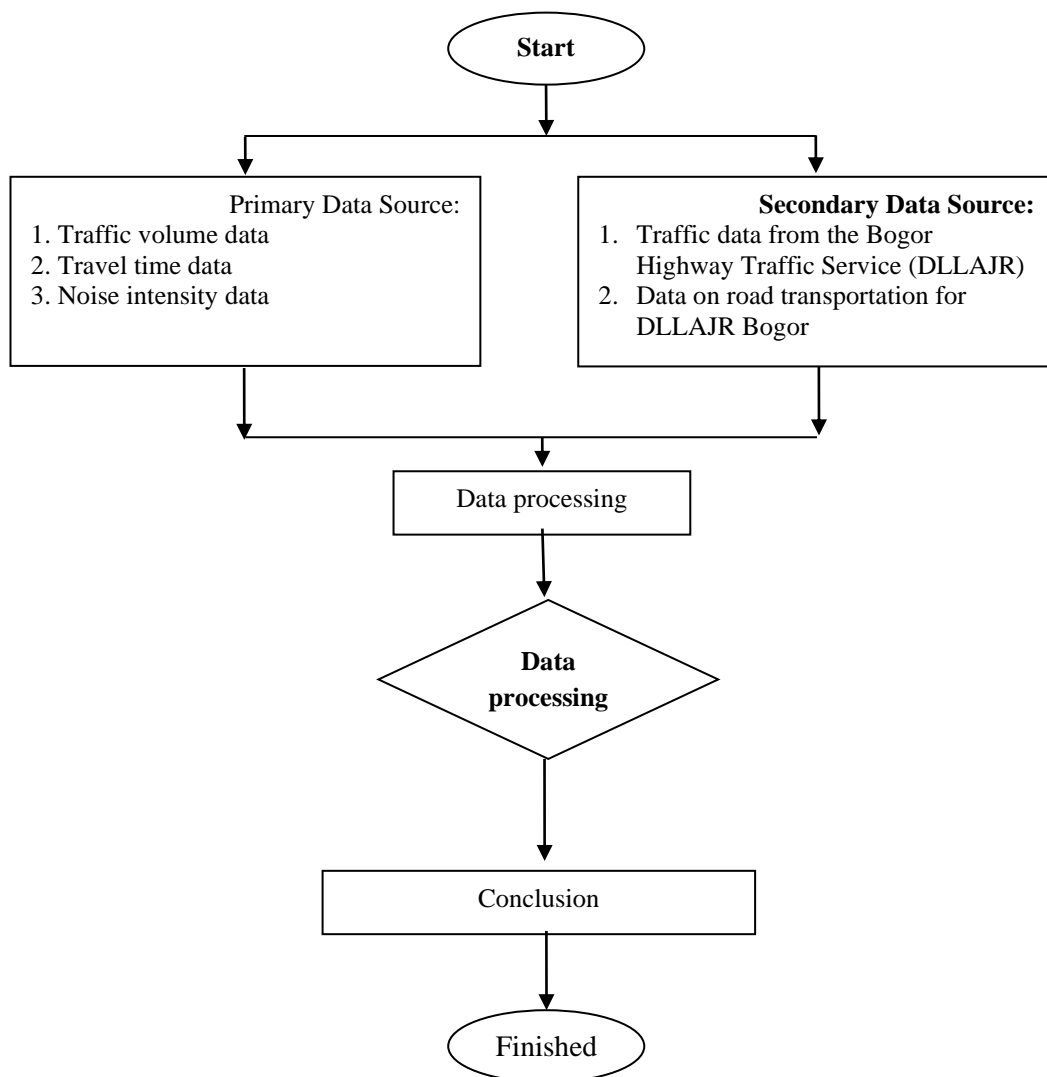 Start
Primary Data Source:
1. Traffic volume data
2. Travel time data
3. Noise intensity data
Secondary Data Source:
1. Traffic data from the Bogor
Highway Traffic Service (DLLAJR)
2. Data on road transportation for
DLLAJR Bogor
Data processing
Data
processing
Conclusion
Finished